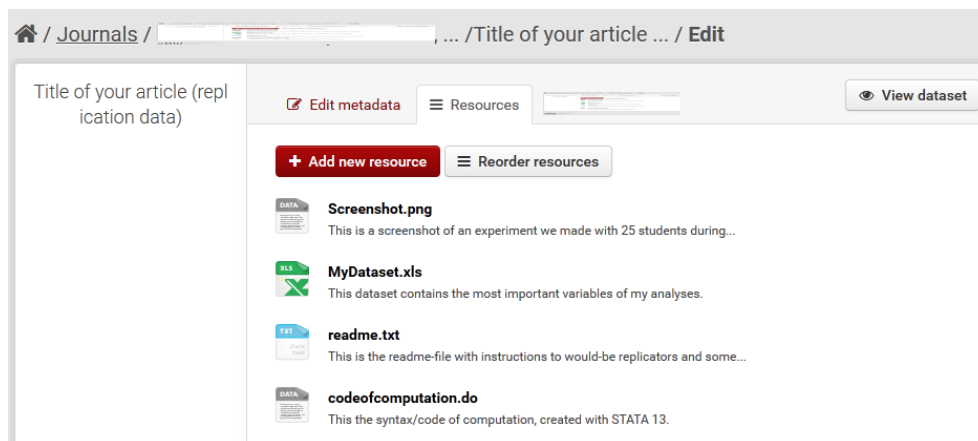 / Journals / , ... /Title of your article ... / Edit
Title of your article (repl
ication data)
Edit metadata
Resources
View dataset
+ Add new resource
Reorder resources
DATA
Screenshot.png
This is a screenshot of an experiment we made with 25 students during...
XLS
MyDataset.xls
This dataset contains the most important variables of my analyses.
TXT
readme.txt
This is the readme-file with instructions to would-be replicators and some...
DATA
codeofcomputation.do
This the syntax/code of computation, created with STATA 13.